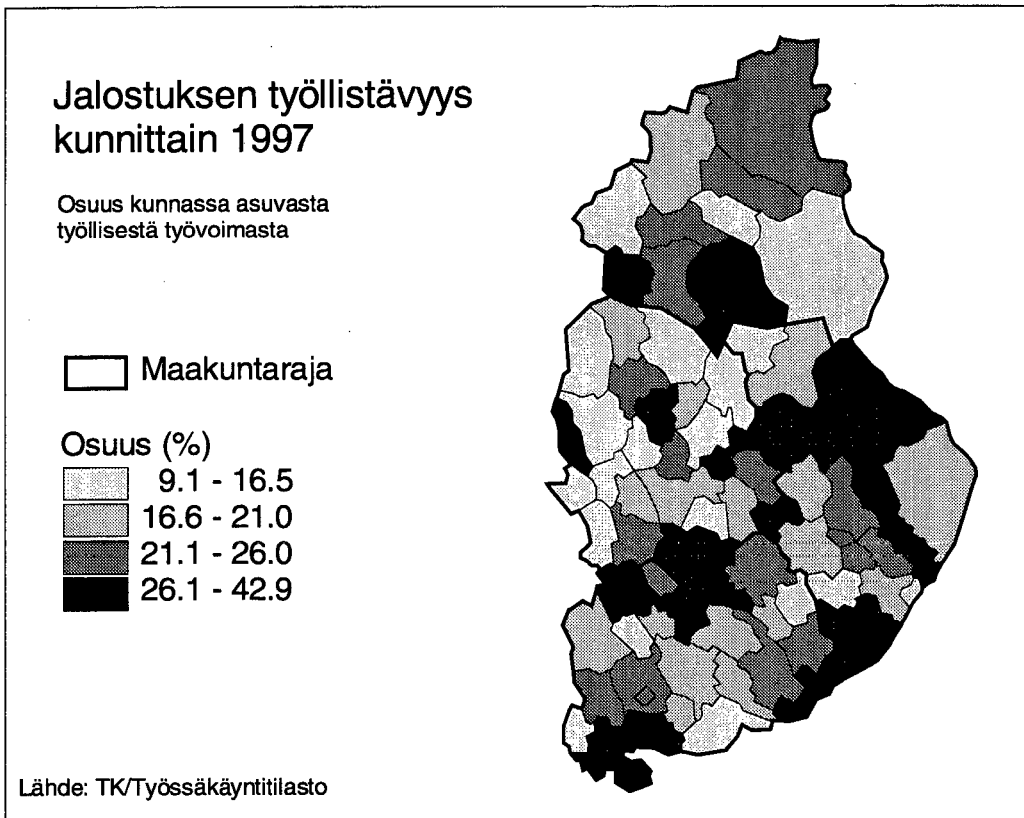 Jalostuksen työllistävyys
kunnittain 1997
Osuus kunnassa asuvasta
työllisestä työvoimasta
Maakuntaraja
Osuus (%)
9.1 - 16.5
16.6 - 21.0
21.1 - 26.0
26.1 - 42.9
Lähde: TK/Työssäkäyntitilasto